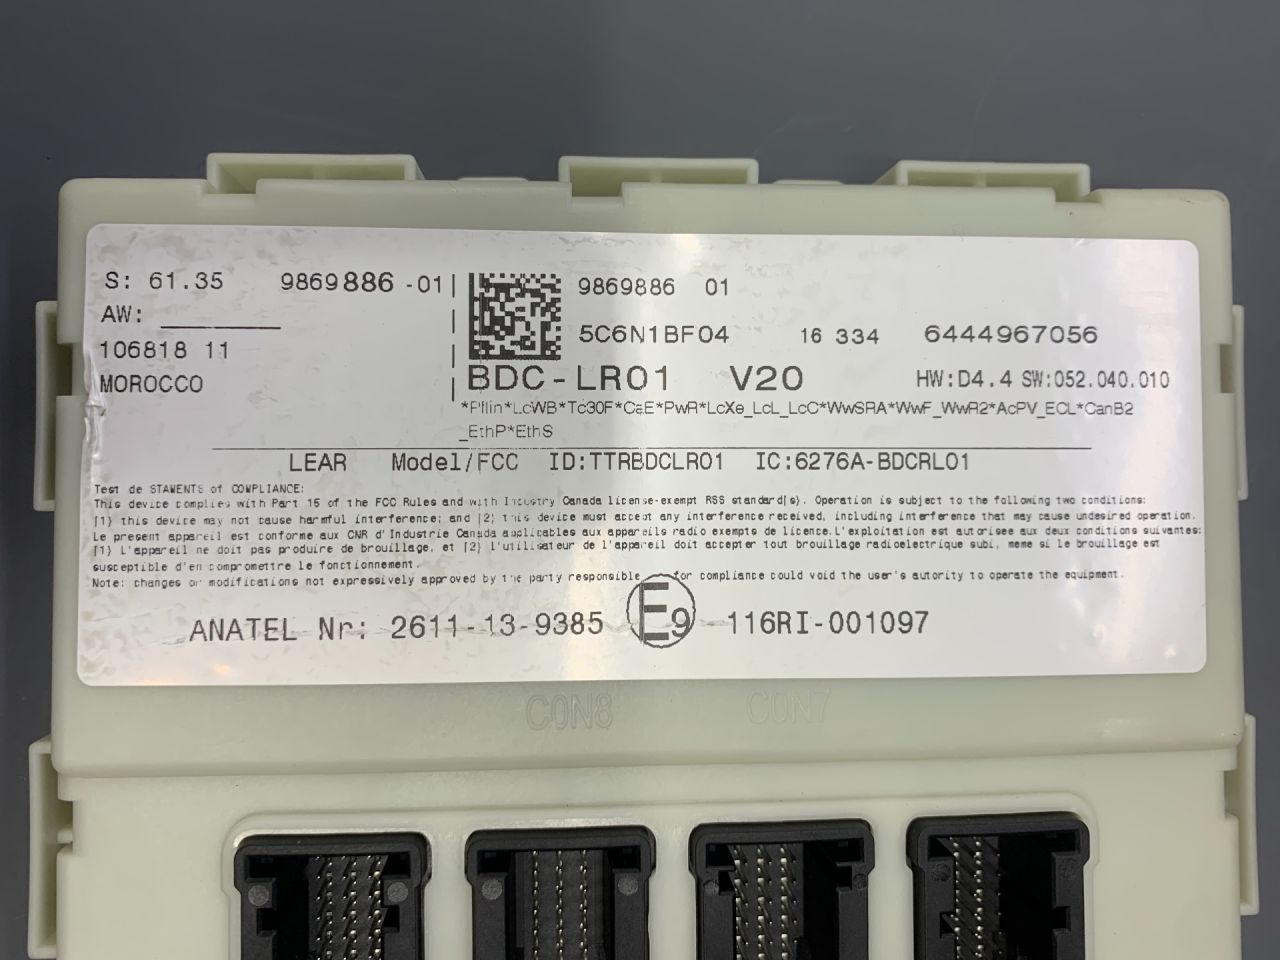 S: 61.35 9869886 -01
AW: ________
106818 11
MOROCCO
9869886 01
5C6N1BF04 16 334 6444967056
BDC-LR01 V20 HW:D4.4 SW:052.040.010
*LcWB*Tc30F*CaE*PwR*LcXe_LcL_LcC*WwSRA*WwF_WwR2*AcPV_ECL*CanB2
_EthP*EthS
LEAR Model/FCC ID:TTRBDCLR01 IC:6276A-BDCRL01
Test de STAWENTS of COMPLIANCE:
This device complies with Part 15 of the FCC Rules and with Industry Canada license-exempt RSS standard(s). Operation is subject to the following two conditions:
(1) this device may not cause harmful interference; and (2) this device must accept any interference received, including interference that may cause undesired operation.
Le present appareil est conforme aux CNR d'Industrie Canada applicables aux appareils radio exempts de licence.L'exploitation est autorisee aux deux conditions suivantes:
(1) L'appareil ne doit pas produire de brouillage, et (2) l'utilisateur de l'appareil doit accepter tout brouillage radioelectrique subi, meme si le brouillage est
susceptible d'en compromettre le fonctionnement.
Note: changes or modifications not expressively approved by the party responsible for compliance could void the user's autority to operate the equipment.
ANATEL Nr: 2611-13-9385 E9 116RI-001097
CON8 CON7